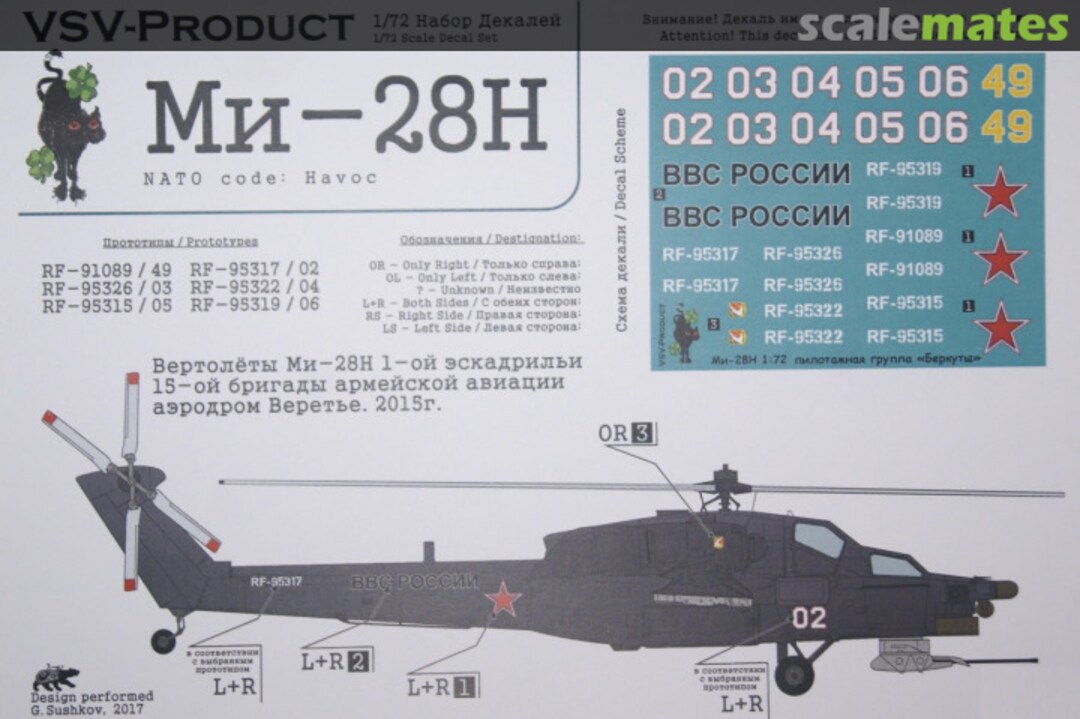 VSV-PRODUCT
1/72 Набор Декалей
1/72 Scale Decal Set
Ми-28Н
NATO code: Havoc
Внимание! Декаль им
Attention! This dec
scalemates
Прототипы / Prototypes
RF-91089 / 49 RF-95317 / 02
RF-95326 / 03 RF-95322 / 04
RF-95315 / 05 RF-95319 / 06
Обозначения / Destignation:
OR - Only Right / Только справа:
OL - Only Left / Только слева:
? - Unknown / Неизвестно
L+R - Both Sides / С обеих сторон:
RS - Right Side / Правая сторона:
LS - Left Side / Левая сторона:
Схема декали / Decal Scheme
02 03 04 05 06 49
02 03 04 05 06 49
ВВС РОССИИ RF-95319 1
2 RF-95319
ВВС РОССИИ
RF-91089 1
RF-95317 RF-95326
RF-91089
RF-95317 RF-95326
RF-95315 1
3 RF-95322
RF-95322 RF-95315
VSV-PRODUCT
Ми-28Н 1:72 пилотажная группа «Беркуты»
Вертолёты Ми-28Н 1-ой эскадрильи
15-ой бригады армейской авиации
аэродром Веретье. 2015г.
OR 3
RF-95317
ВВС РОССИИ
02
в соответствии
с выбранным
прототипом
L+R
L+R 2
L+R 1
в соответствии
с выбранным
прототипом
L+R
Design performed
G. Sushkov, 2017